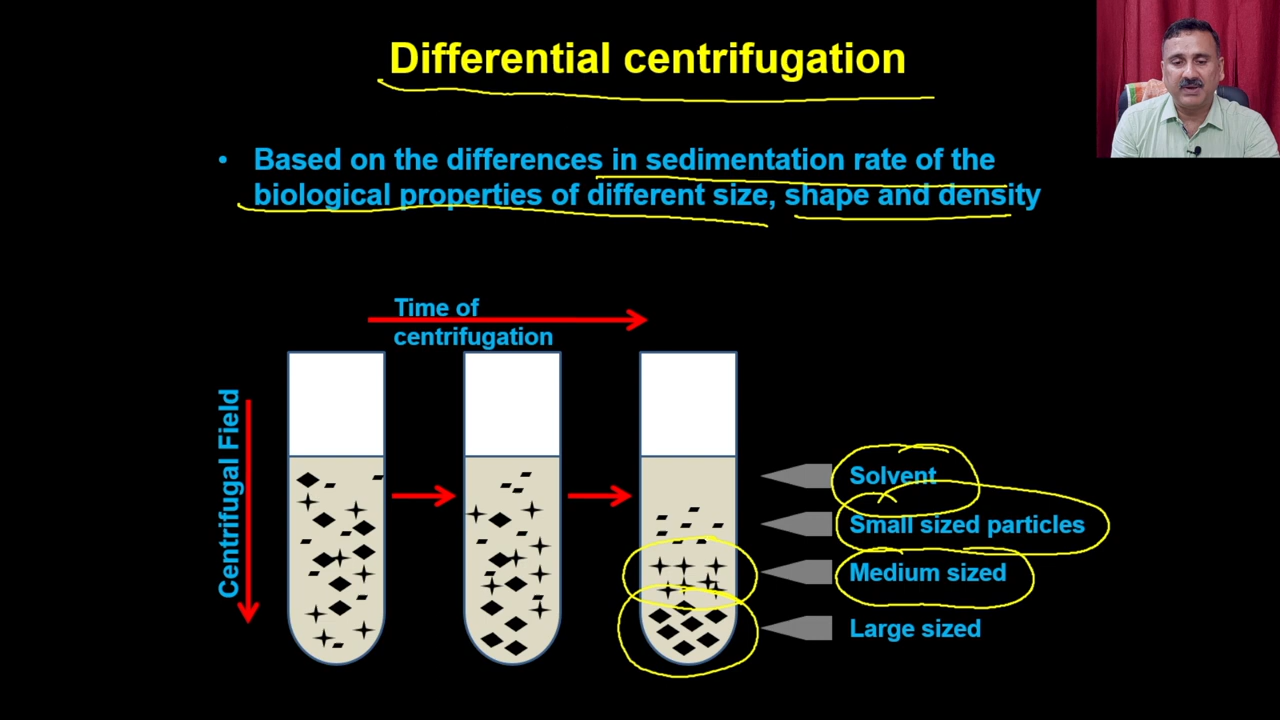 Differential centrifugation
• Based on the differences in sedimentation rate of the
biological properties of different size, shape and density
Time of
centrifugation
Centrifugal Field
Solvent
Small sized particles
Medium sized
Large sized